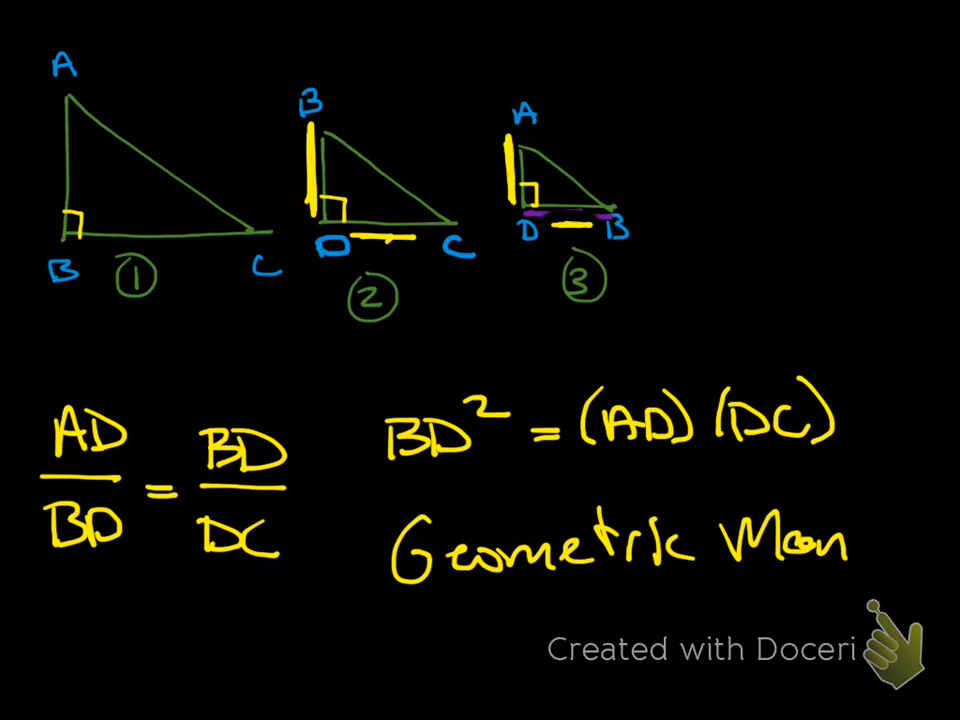 A
B
A
B
C
D
C
D
B
1
2
3
AD/BD = BD/DC
BD² = (AD)(DC)
Geometric Mean
Created with Doceri